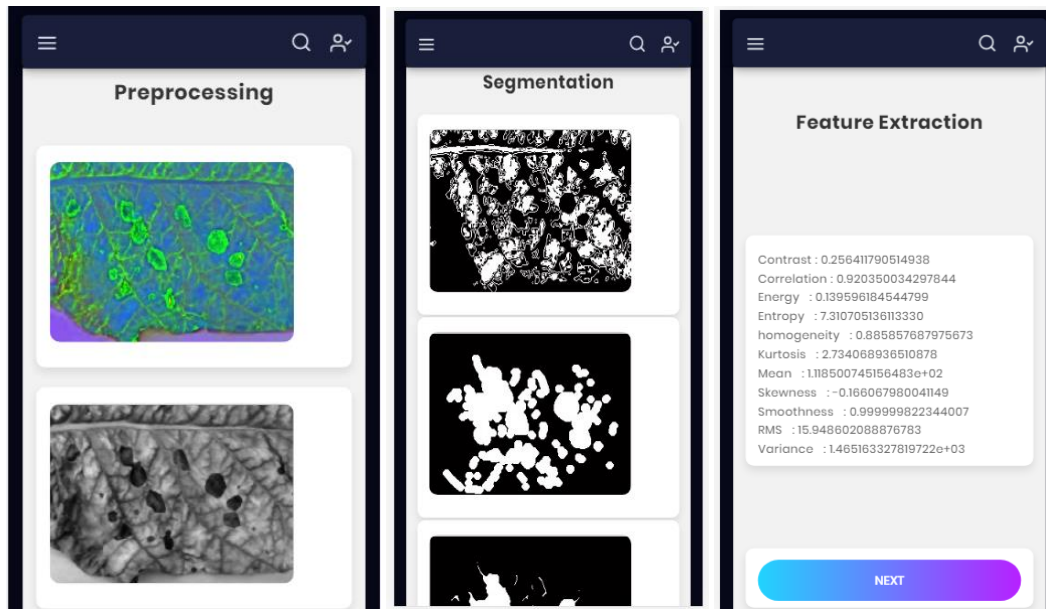 Preprocessing
Segmentation
Feature Extraction
Contrast : 0.256411790514938
Correlation : 0.920350034297844
Energy : 0.139596184544799
Entropy : 7.310705136113330
homogeneity : 0.885857687975673
Kurtosis : 2.734068936510878
Mean : 1.118500745156483e+02
Skewness : -0.166067980041149
Smoothness : 0.999999822344007
RMS : 15.948602088876783
Variance : 1.465163327819722e+03
NEXT